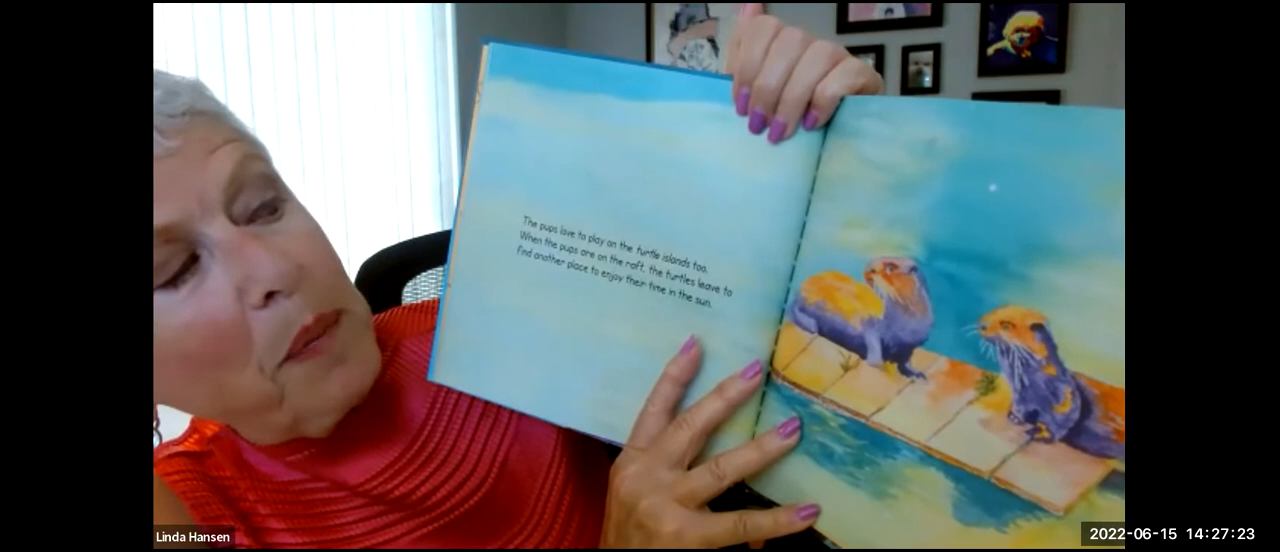 The pups love to play on the turtle islands too.
When the pups are on the raft, the turtles leave to
find another place to enjoy their time in the sun.
Linda Hansen
2022-06-15 14:27:23